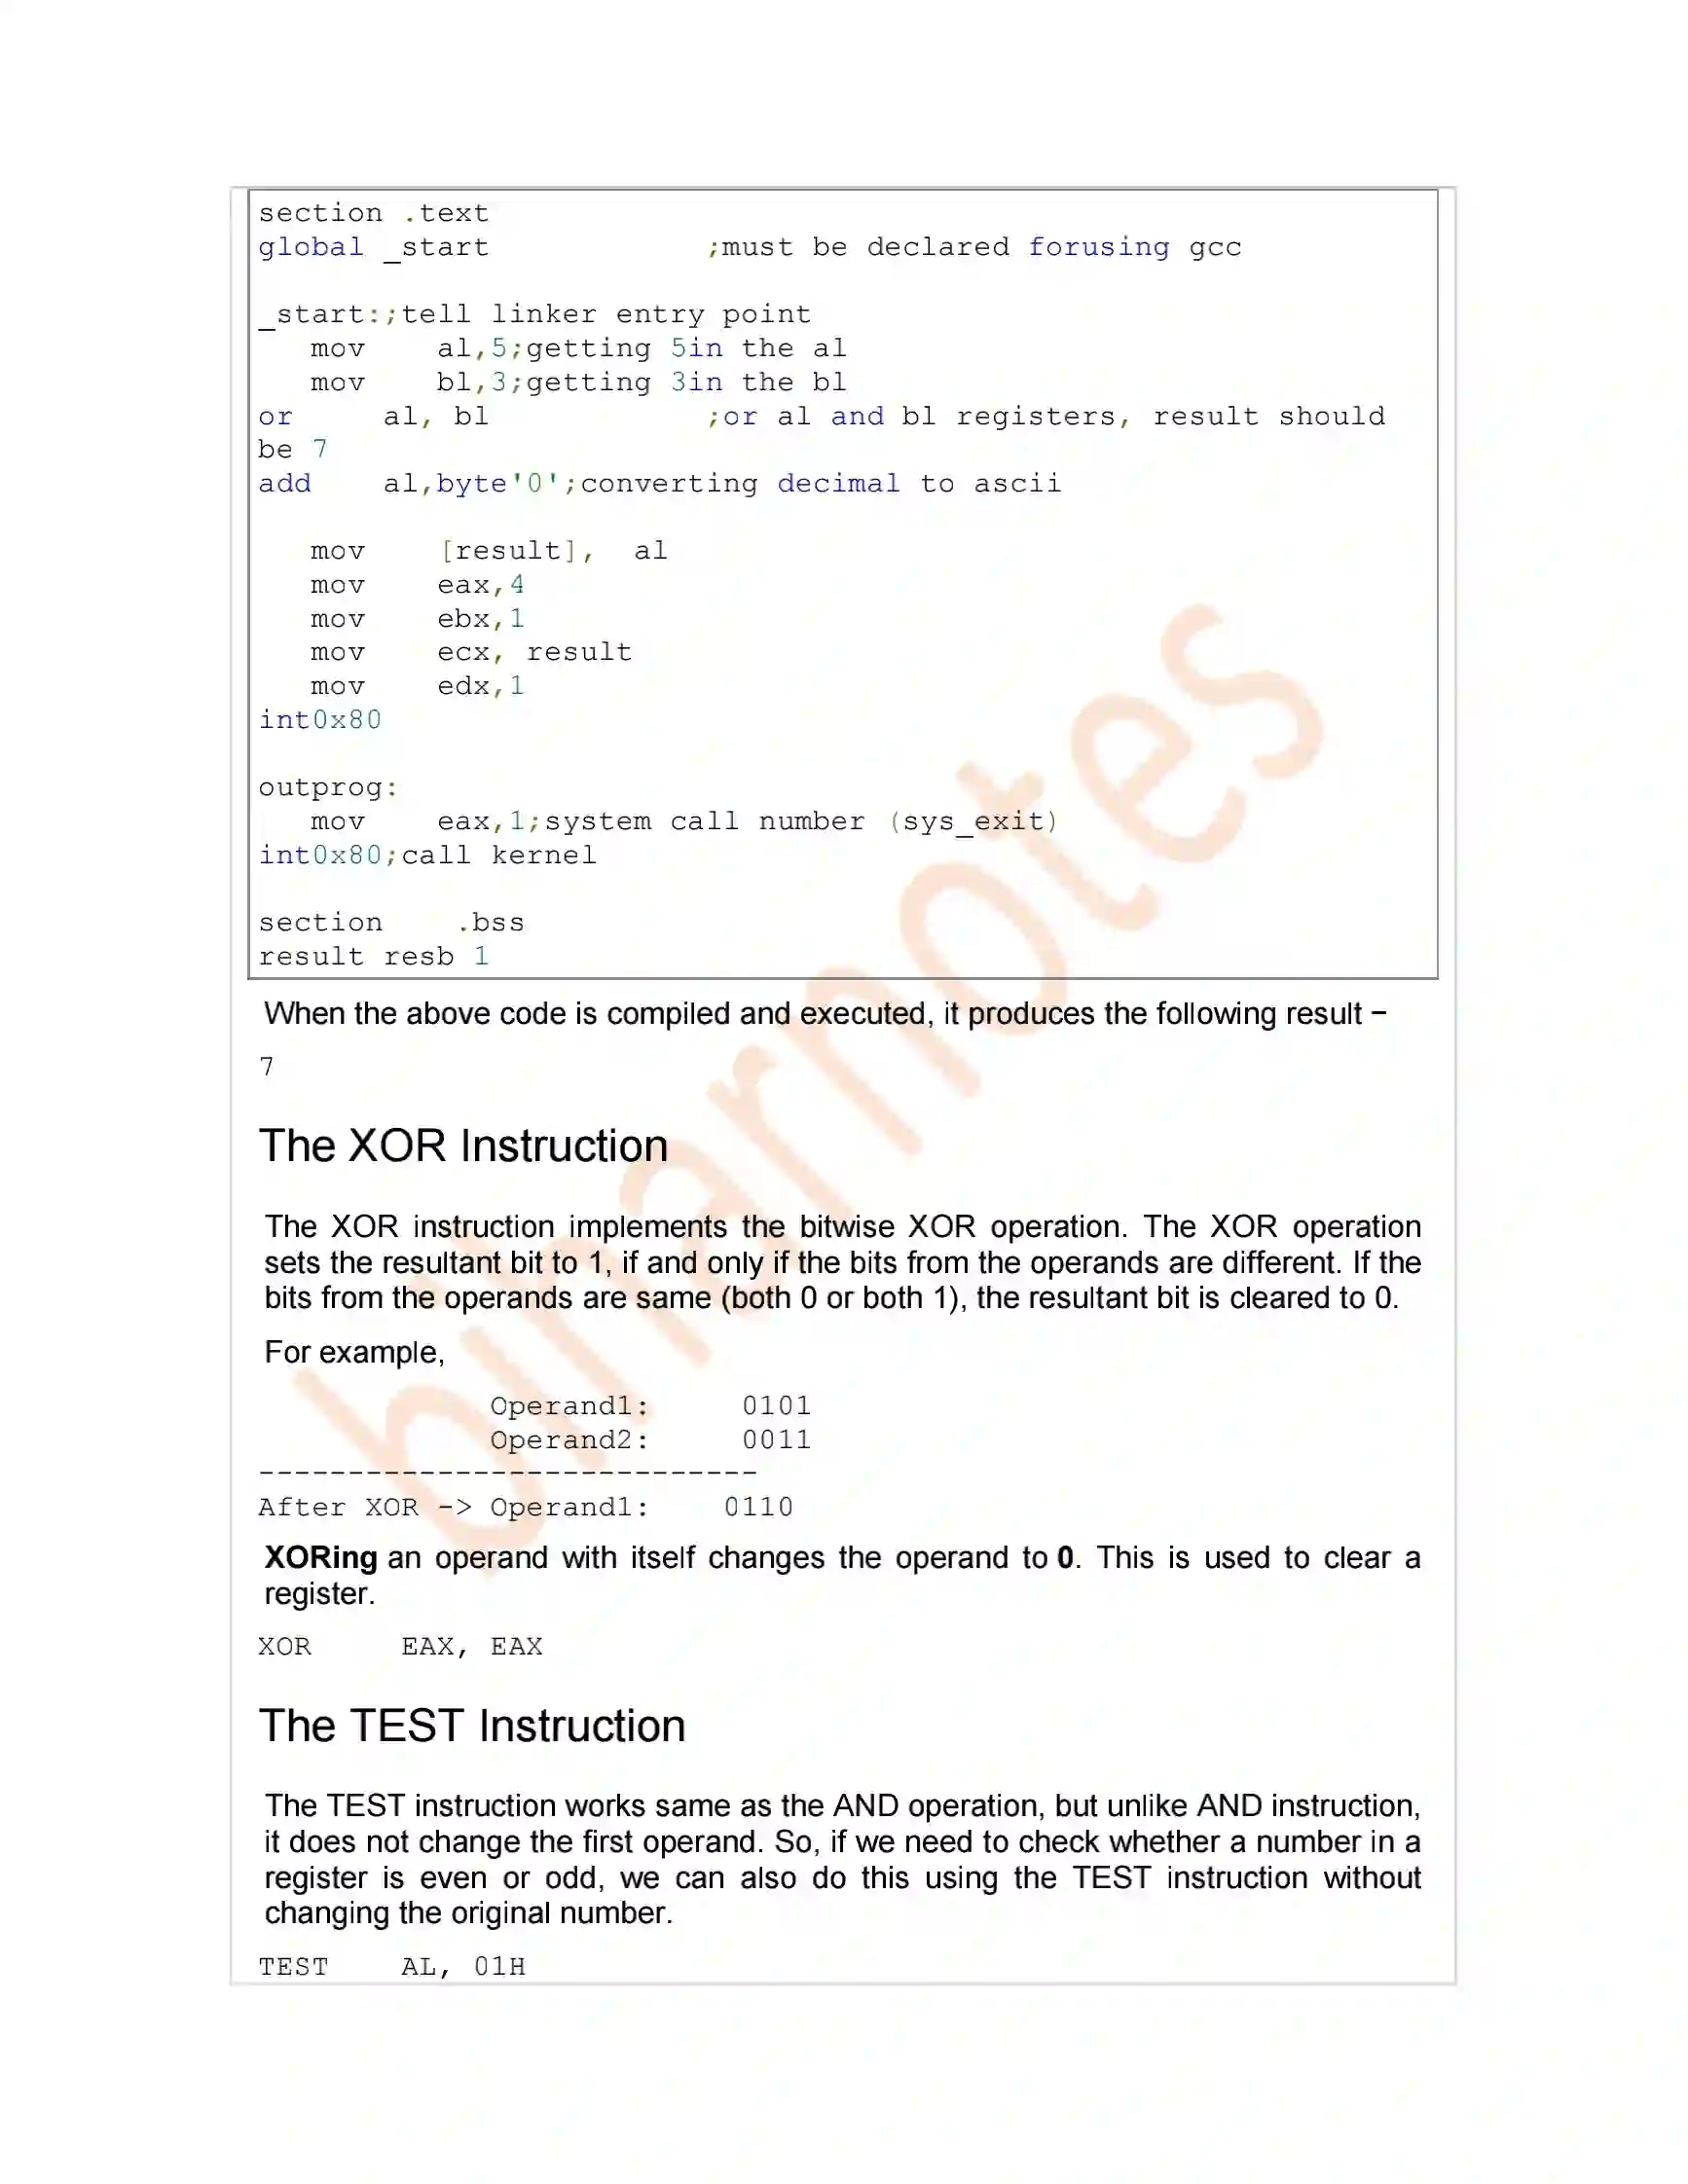 section .text
global _start ;must be declared forusing gcc
_start:;tell linker entry point
mov al,5;getting 5in the al
mov bl,3;getting 3in the bl
or al, bl ;or al and bl registers, result should
be 7
add al,byte'0';converting decimal to ascii
mov [result], al
mov eax,4
mov ebx,1
mov ecx, result
mov edx,1
int0x80
outprog:
mov eax,1;system call number (sys_exit)
int0x80;call kernel
section .bss
result resb 1
When the above code is compiled and executed, it produces the following result −
7
The XOR Instruction
The XOR instruction implements the bitwise XOR operation. The XOR operation
sets the resultant bit to 1, if and only if the bits from the operands are different. If the
bits from the operands are same (both 0 or both 1), the resultant bit is cleared to 0.
For example,
Operand1: 0101
Operand2: 0011
----------------------------
After XOR -> Operand1: 0110
XORing an operand with itself changes the operand to 0. This is used to clear a
register.
XOR EAX, EAX
The TEST Instruction
The TEST instruction works same as the AND operation, but unlike AND instruction,
it does not change the first operand. So, if we need to check whether a number in a
register is even or odd, we can also do this using the TEST instruction without
changing the original number.
TEST AL, 01H
biharnotes